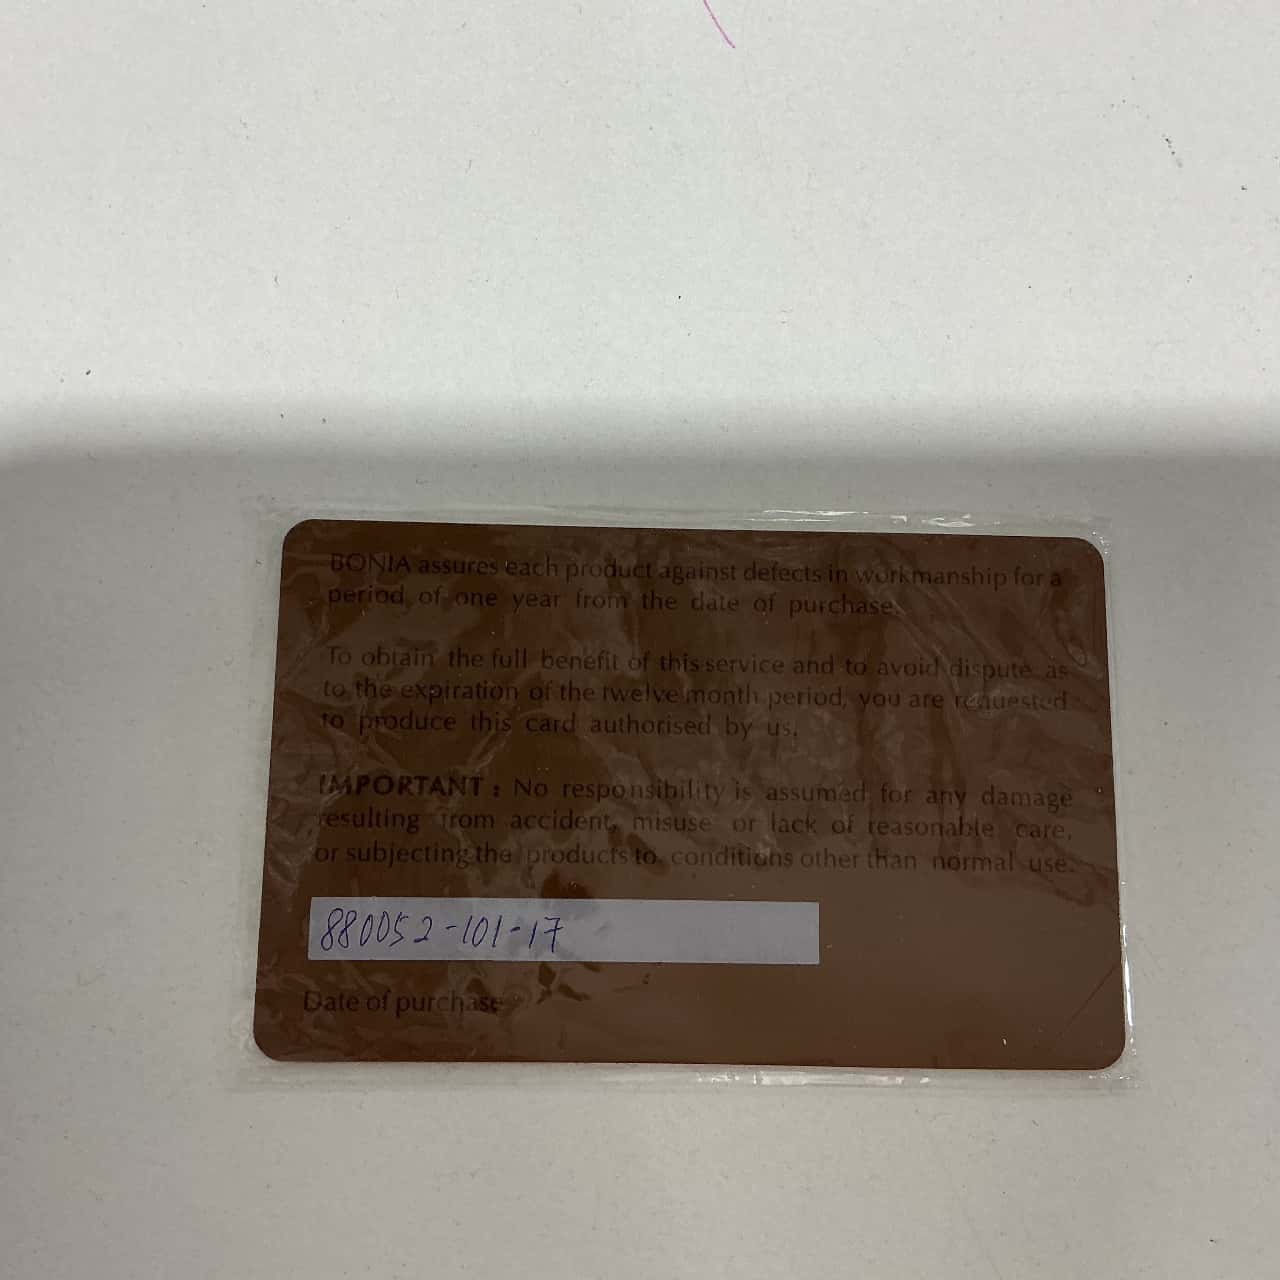 BONIA assures each product against defects in workmanship for a
period of one year from the date of purchase.
To obtain the full benefit of this service and to avoid dispute as
to the expiration of the twelve month period, you are requested
to produce this card authorised by us.
IMPORTANT : No responsibility is assumed for any damage
resulting from accident, misuse or lack of reasonable care,
or subjecting the products to conditions other than normal use.
880052-101-17
Date of purchase